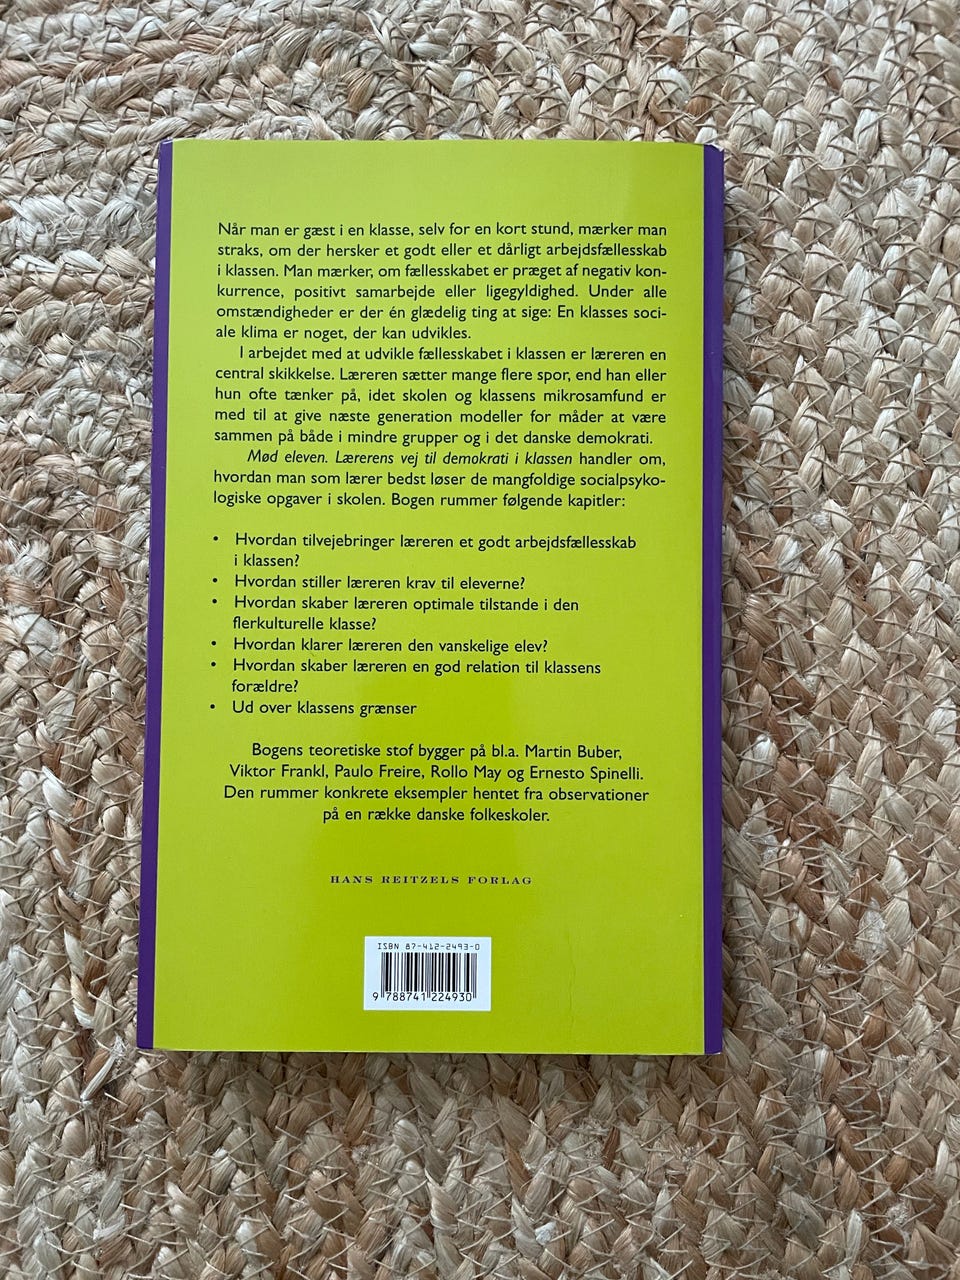 Når man er gæst i en klasse, selv for en kort stund, mærker man
straks, om der hersker et godt eller et dårligt arbejdsfællesskab
i klassen. Man mærker, om fællesskabet er præget af negativ kon-
kurrence, positivt samarbejde eller ligegyldighed. Under alle
omstændigheder er der én glædelig ting at sige: En klasses soci-
ale klima er noget, der kan udvikles.
I arbejdet med at udvikle fællesskabet i klassen er læreren en
central skikkelse. Læreren sætter mange flere spor, end han eller
hun ofte tænker på, idet skolen og klassens mikrosamfund er
med til at give næste generation modeller for måder at være
sammen på både i mindre grupper og i det danske demokrati.
Mød eleven. Lærerens vej til demokrati i klassen handler om,
hvordan man som lærer bedst løser de mangfoldige socialpsyko-
logiske opgaver i skolen. Bogen rummer følgende kapitler:
• Hvordan tilvejebringer læreren et godt arbejdsfællesskab
i klassen?
• Hvordan stiller læreren krav til eleverne?
• Hvordan skaber læreren optimale tilstande i den
flerkulturelle klasse?
• Hvordan klarer læreren den vanskelige elev?
• Hvordan skaber læreren en god relation til klassens
forældre?
• Ud over klassens grænser
Bogens teoretiske stof bygger på bl.a. Martin Buber,
Viktor Frankl, Paulo Freire, Rollo May og Ernesto Spinelli.
Den rummer konkrete eksempler hentet fra observationer
på en række danske folkeskoler.
HANS REITZELS FORLAG
ISBN 87-412-2493-0
9 788741 224930